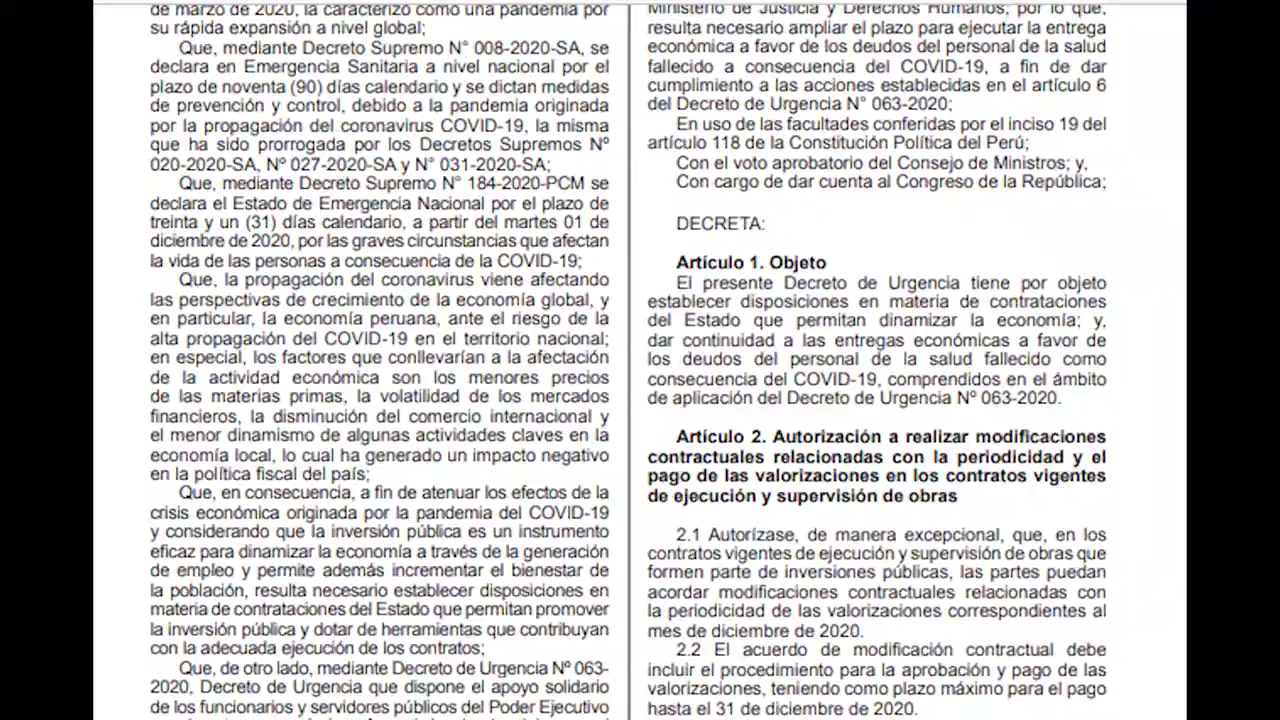 de marzo de 2020, la caracterizó como una pandemia por
su rápida expansión a nivel global;
Que, mediante Decreto Supremo N° 008-2020-SA, se
declara en Emergencia Sanitaria a nivel nacional por el
plazo de noventa (90) días calendario y se dictan medidas
de prevención y control, debido a la pandemia originada
por la propagación del coronavirus COVID-19, la misma
que ha sido prorrogada por los Decretos Supremos Nº
020-2020-SA, N° 027-2020-SA y N° 031-2020-SA;
Que, mediante Decreto Supremo N° 184-2020-PCM se
declara el Estado de Emergencia Nacional por el plazo de
treinta y un (31) días calendario, a partir del martes 01 de
diciembre de 2020, por las graves circunstancias que afectan
la vida de las personas a consecuencia de la COVID-19;
Que, la propagación del coronavirus viene afectando
las perspectivas de crecimiento de la economía global, y
en particular, la economía peruana, ante el riesgo de la
alta propagación del COVID-19 en el territorio nacional;
en especial, los factores que conllevarían a la afectación
de la actividad económica son los menores precios
de las materias primas, la volatilidad de los mercados
financieros, la disminución del comercio internacional y
el menor dinamismo de algunas actividades claves en la
economía local, lo cual ha generado un impacto negativo
en la política fiscal del país;
Que, en consecuencia, a fin de atenuar los efectos de la
crisis económica originada por la pandemia del COVID-19
y considerando que la inversión pública es un instrumento
eficaz para dinamizar la economía a través de la generación
de empleo y permite además incrementar el bienestar de
la población, resulta necesario establecer disposiciones en
materia de contrataciones del Estado que permitan promover
la inversión pública y dotar de herramientas que contribuyan
con la adecuada ejecución de los contratos;
Que, de otro lado, mediante Decreto de Urgencia Nº 063-
2020, Decreto de Urgencia que dispone el apoyo solidario
de los funcionarios y servidores públicos del Poder Ejecutivo
Ministerio de Justicia y Derechos Humanos; por lo que,
resulta necesario ampliar el plazo para ejecutar la entrega
económica a favor de los deudos del personal de la salud
fallecido a consecuencia del COVID-19, a fin de dar
cumplimiento a las acciones establecidas en el artículo 6
del Decreto de Urgencia N° 063-2020;
En uso de las facultades conferidas por el inciso 19 del
artículo 118 de la Constitución Política del Perú;
Con el voto aprobatorio del Consejo de Ministros; y,
Con cargo de dar cuenta al Congreso de la República;
DECRETA:
Artículo 1. Objeto
El presente Decreto de Urgencia tiene por objeto
establecer disposiciones en materia de contrataciones
del Estado que permitan dinamizar la economía; y,
dar continuidad a las entregas económicas a favor de
los deudos del personal de la salud fallecido como
consecuencia del COVID-19, comprendidos en el ámbito
de aplicación del Decreto de Urgencia Nº 063-2020.
Artículo 2. Autorización a realizar modificaciones
contractuales relacionadas con la periodicidad y el
pago de las valorizaciones en los contratos vigentes
de ejecución y supervisión de obras
2.1 Autorízase, de manera excepcional, que, en los
contratos vigentes de ejecución y supervisión de obras que
formen parte de inversiones públicas, las partes puedan
acordar modificaciones contractuales relacionadas con
la periodicidad de las valorizaciones correspondientes al
mes de diciembre de 2020.
2.2 El acuerdo de modificación contractual debe
incluir el procedimiento para la aprobación y pago de las
valorizaciones, teniendo como plazo máximo para el pago
hasta el 31 de diciembre de 2020.